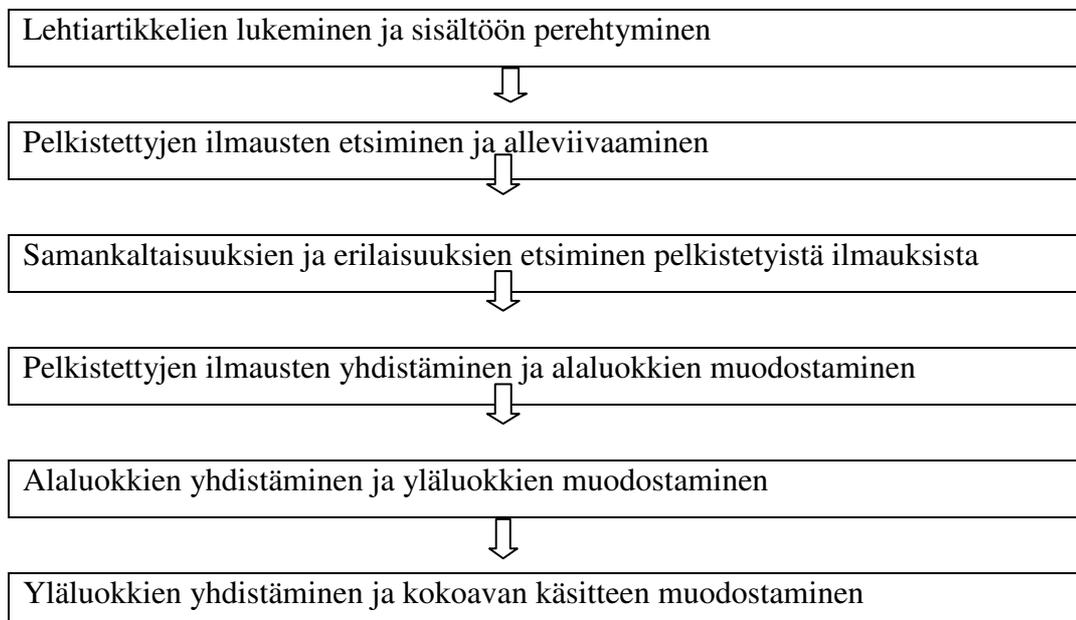 Lehtiartikkelien lukeminen ja sisältöön perehtyminen
Pelkistettyjen ilmausten etsiminen ja alleviivaaminen
Samankaltaisuuksien ja erilaisuuksien etsiminen pelkistetyistä ilmauksista
Pelkistettyjen ilmausten yhdistäminen ja alaluokkien muodostaminen
Alaluokkien yhdistäminen ja yläluokkien muodostaminen
Yläluokkien yhdistäminen ja kokoavan käsitteen muodostaminen